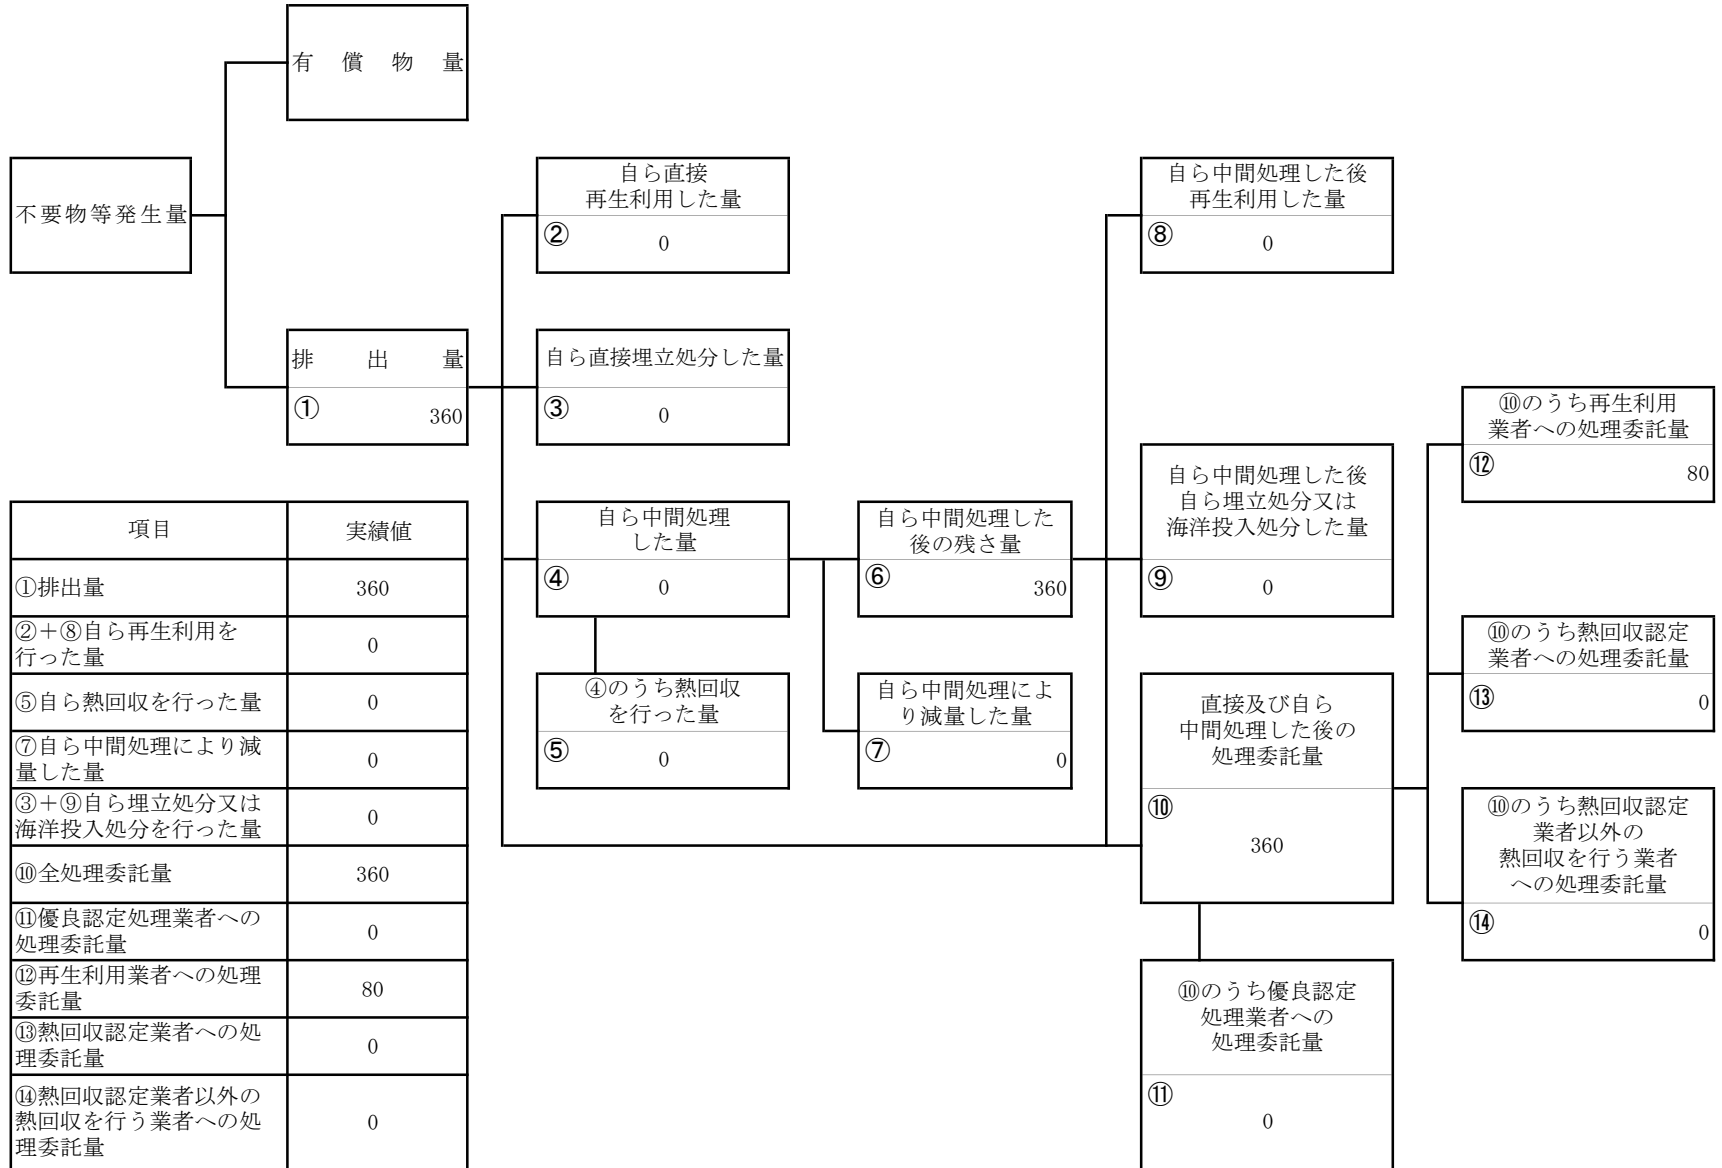 有償物量
不要物等発生量
自ら直接
再生利用した量
②
0
自ら中間処理した後
再生利用した量
⑧
0
排出量
①
360
自ら直接埋立処分した量
③
0
⑩のうち再生利用
業者への処理委託量
⑫
80
自ら中間処理
した量
④
0
自ら中間処理した
後の残さ量
⑥
360
自ら中間処理した後
自ら埋立処分又は
海洋投入処分した量
⑨
0
⑩のうち熱回収認定
業者への処理委託量
⑬
0
④のうち熱回収
を行った量
⑤
0
自ら中間処理によ
り減量した量
⑦
0
直接及び自ら
中間処理した後の
処理委託量
⑩
360
⑩のうち熱回収認定
業者以外の
熱回収を行う業者
への処理委託量
⑭
0
⑩のうち優良認定
処理業者への
処理委託量
⑪
0
項目 実績値
①排出量 360
②＋⑧自ら再生利用を
行った量 0
⑤自ら熱回収を行った量 0
⑦自ら中間処理により減
量した量 0
③＋⑨自ら埋立処分又は
海洋投入処分を行った量 0
⑩全処理委託量 360
⑪優良認定処理業者への
処理委託量 0
⑫再生利用業者への処理
委託量 80
⑬熱回収認定業者への処
理委託量 0
⑭熱回収認定業者以外の
熱回収を行う業者への処
理委託量 0